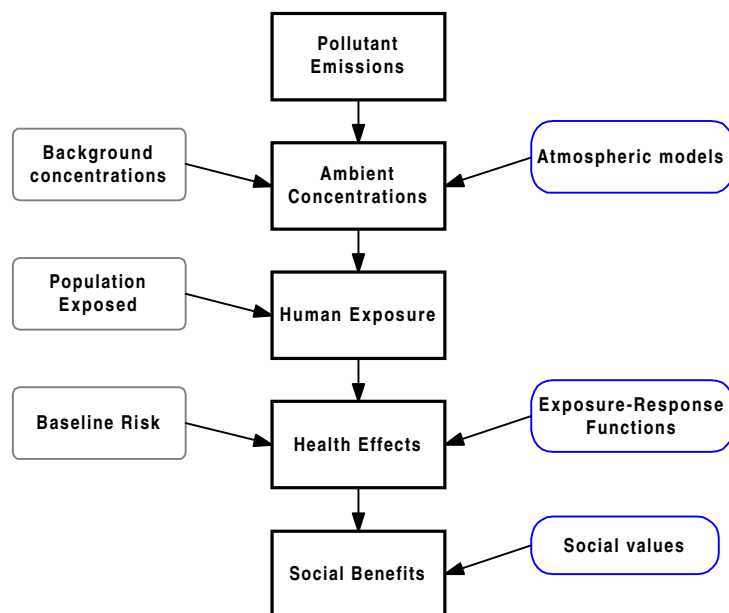 Pollutant
Emissions
Background
concentrations
Ambient
Concentrations
Atmospheric models
Population
Exposed
Human Exposure
Baseline Risk
Health Effects
Exposure-Response
Functions
Social Benefits
Social values